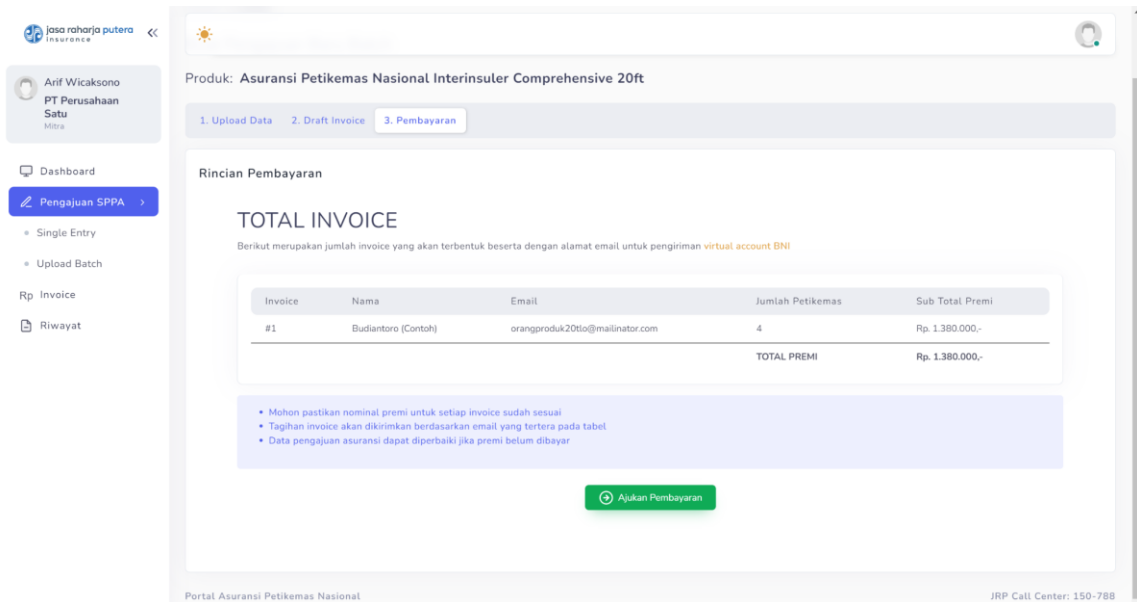 jasa raharja putera
insurance
Arif Wicaksono
PT Perusahaan
Satu
Mitra
Dashboard
Pengajuan SPPA
Single Entry
Upload Batch
Rp Invoice
Riwayat
Produk: Asuransi Petikemas Nasional Interinsuler Comprehensive 20ft
1. Upload Data 2. Draft Invoice 3. Pembayaran
Rincian Pembayaran
TOTAL INVOICE
Berikut merupakan jumlah invoice yang akan terbentuk beserta dengan alamat email untuk pengiriman virtual account BNI
Invoice Nama Email Jumlah Petikemas Sub Total Premi
#1 Budiantoro (Contoh) orangproduk20tlo@mailinator.com 4 Rp. 1.380.000,-
TOTAL PREMI Rp. 1.380.000,-
• Mohon pastikan nominal premi untuk setiap invoice sudah sesuai
• Tagihan invoice akan dikirimkan berdasarkan email yang tertera pada tabel
• Data pengajuan asuransi dapat diperbaiki jika premi belum dibayar
Ajukan Pembayaran
Portal Asuransi Petikemas Nasional JRP Call Center: 150-788